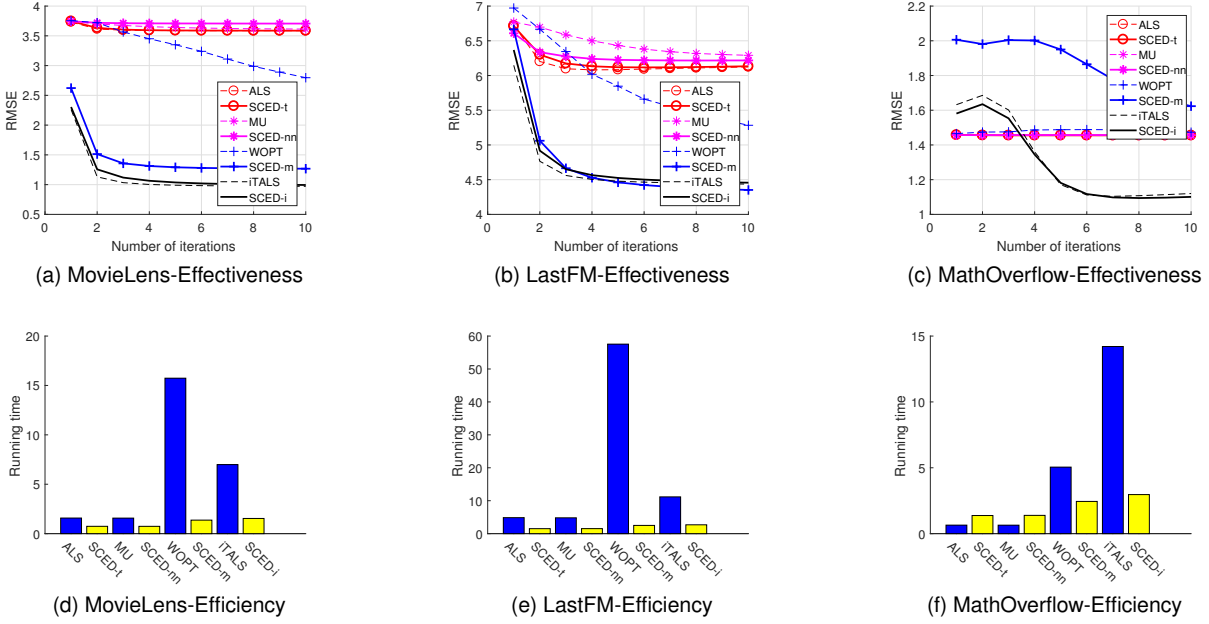 4
3.5
3
2.5
2
1.5
1
0.5
RMSE
0
2
4
6
8
10
Number of iterations
ALS
SCED-t
MU
SCED-nn
WOPT
SCED-m
iTALS
SCED-i
(a) MovieLens-Effectiveness
7
6.5
6
5.5
5
4.5
4
RMSE
0
2
4
6
8
10
Number of iterations
ALS
SCED-t
MU
SCED-nn
WOPT
SCED-m
iTALS
SCED-i
(b) LastFM-Effectiveness
2.2
2
1.8
1.6
1.4
1.2
1
RMSE
0
2
4
6
8
10
Number of iterations
ALS
SCED-t
MU
SCED-nn
WOPT
SCED-m
iTALS
SCED-i
(c) MathOverflow-Effectiveness
20
15
10
5
0
Running time
ALS
SCED-t
MU
SCED-nn
WOPT
SCED-m
iTALS
SCED-i
(d) MovieLens-Efficiency
60
50
40
30
20
10
0
Running time
ALS
SCED-t
MU
SCED-nn
WOPT
SCED-m
iTALS
SCED-i
(e) LastFM-Efficiency
15
10
5
0
Running time
ALS
SCED-t
MU
SCED-nn
WOPT
SCED-m
iTALS
SCED-i
(f) MathOverflow-Efficiency